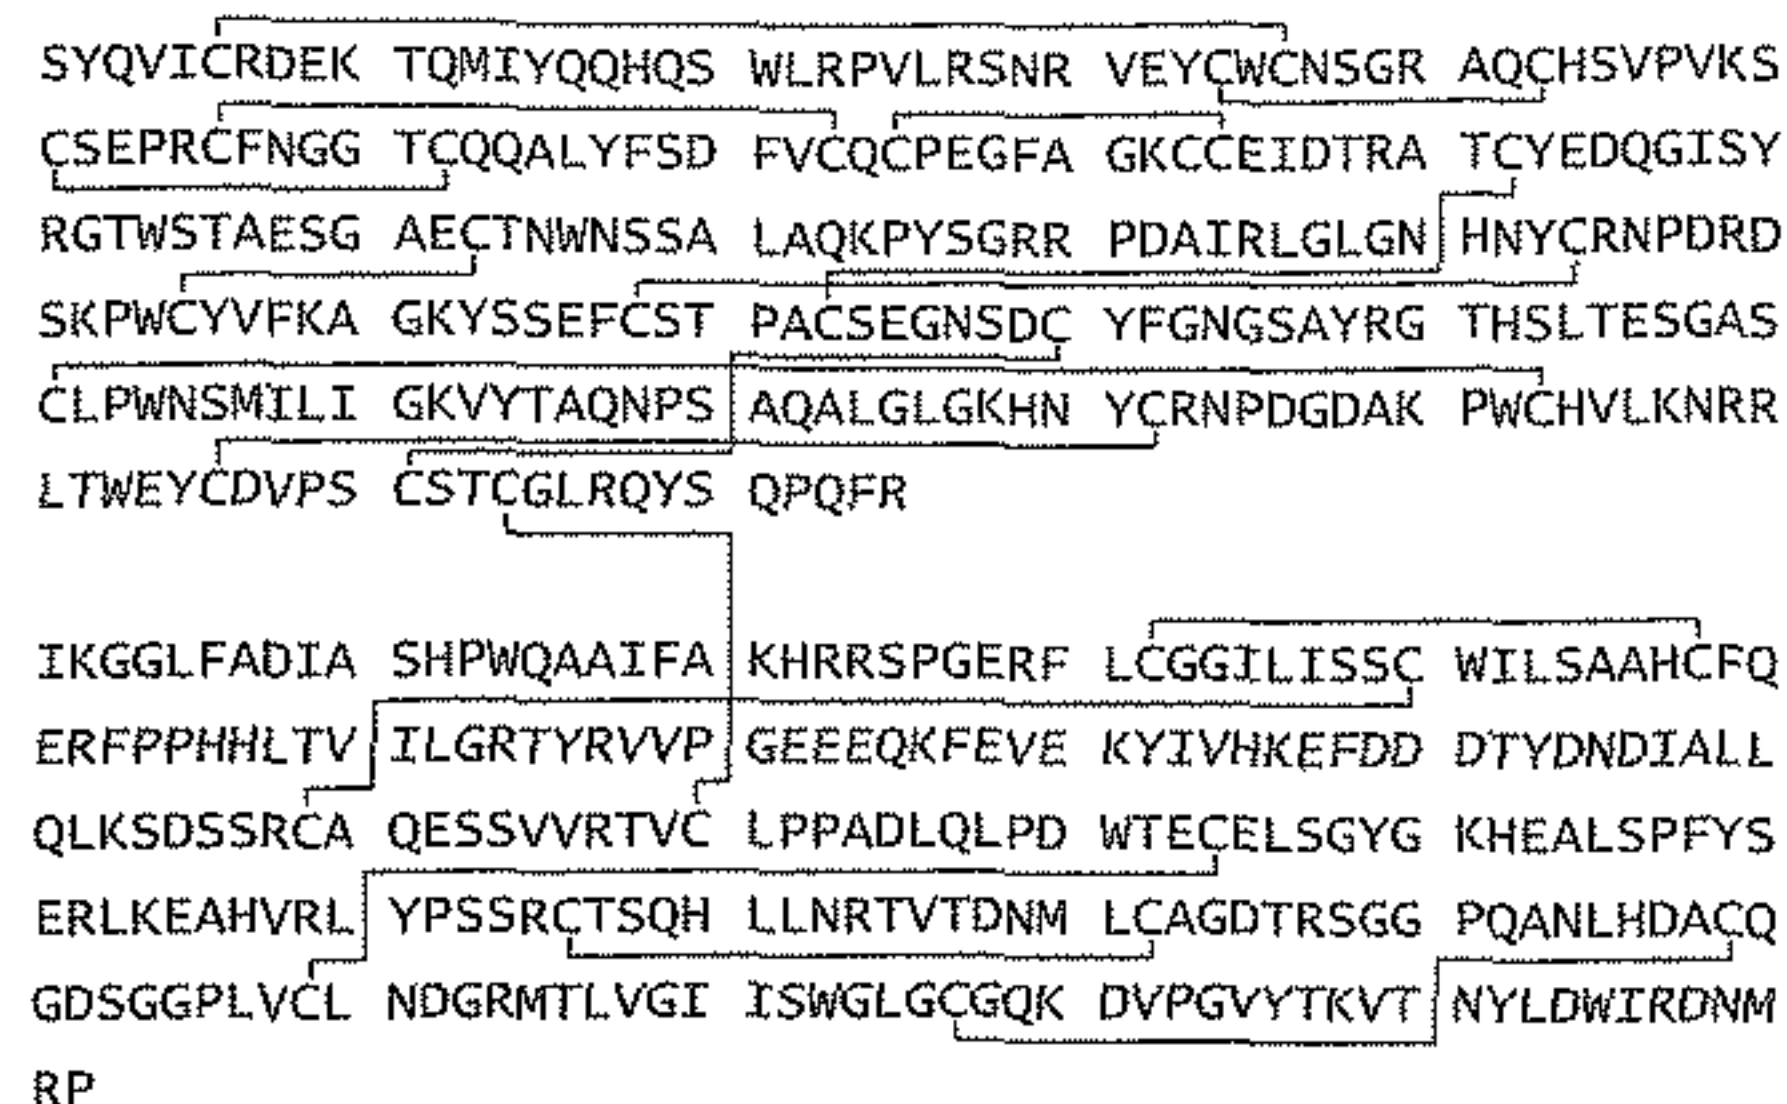 SYQVICRDEK TQMIYQQHQS WLRPVLRSNR VEYCWCNSGR AQCHSVPVKS
CSEPRCFNGG TCQQALYFSD FVCQCPEGFA GKCCEIDTRA TCYEDQGISY
RGTWSTAESG AECTNWNSSA LAQKPYSGRR PDAIRLGLGN HNYCRNPDRD
SKPWCYVFKA GKYSSEFCST PACSEGNSDC YFGNGSAYRG THSLTESGAS
CLPWNSMILI GKVYTAQNPS AQALGLGKHN YCRNPDGDAK PWCHVLKNRR
LTWEYCDVPS CSTCGLRQYS QPQFR
IKGGLFADIA SHPWQAAIFA KHRRSPGERF LCGGILISSC WILSAAHCFQ
ERFPPHHLTV ILGRTYRVVP GEEEQKFEVE KYIVHKEFDD DTYDNDIALL
QLKSDSSRCA QESSVVRTVC LPPADLQLPD WTECELSGYG KHEALSPFYS
ERLKEAHVRL YPSSRCTSQH LLNRTVTDNM LCAGDTRSGG PQANLHDACQ
GDSGGPLVCL NDGRMTLVGI ISWGLGCGQK DVPGVYTKVT NYLDWIRDNM
RP